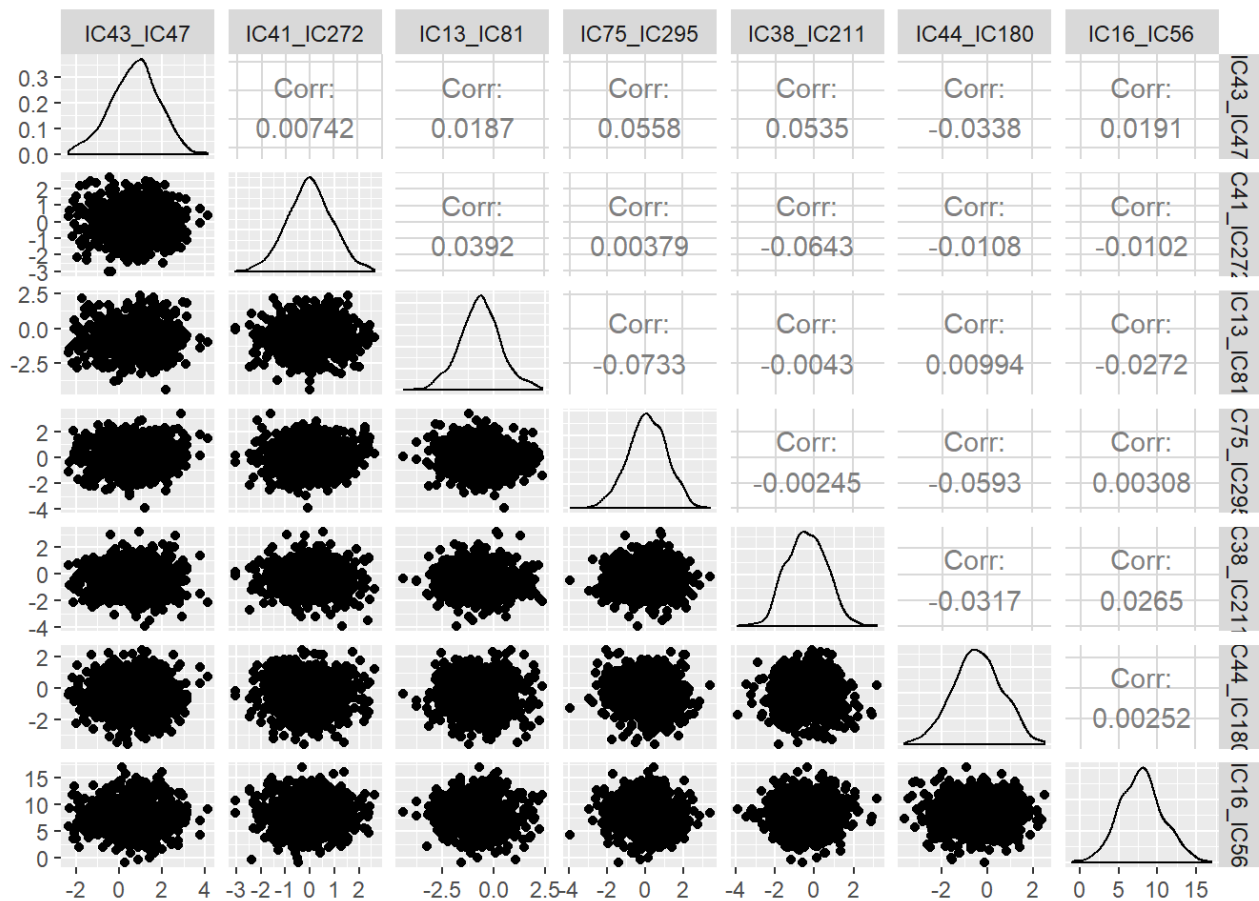 IC43_IC47 IC41_IC272 IC13_IC81 IC75_IC295 IC38_IC211 IC44_IC180 IC16_IC56
0.3
0.2
0.1
0.0
Corr: Corr: Corr: Corr: Corr: Corr:
0.00742 0.0187 0.0558 0.0535 -0.0338 0.0191
IC43_IC47
2
1
0
-1
-2
-3
Corr: Corr: Corr: Corr: Corr:
0.0392 0.00379 -0.0643 -0.0108 -0.0102
C41_IC272
2.5
0.0
-2.5
Corr: Corr: Corr: Corr:
-0.0733 -0.0043 0.00994 -0.0272
IC13_IC81
2
0
-2
-4
Corr: Corr: Corr:
-0.00245 -0.0593 0.00308
C75_IC295
2
0
-2
-4
Corr: Corr:
-0.0317 0.0265
C38_IC211
2
0
-2
Corr:
0.00252
C44_IC180
15
10
5
0
IC16_IC56
-2 0 2 4 -3 -2 -1 0 1 2 -2.5 0.0 2.5 -4 -2 0 2 -4 -2 0 2 -2 0 2 0 5 10 15